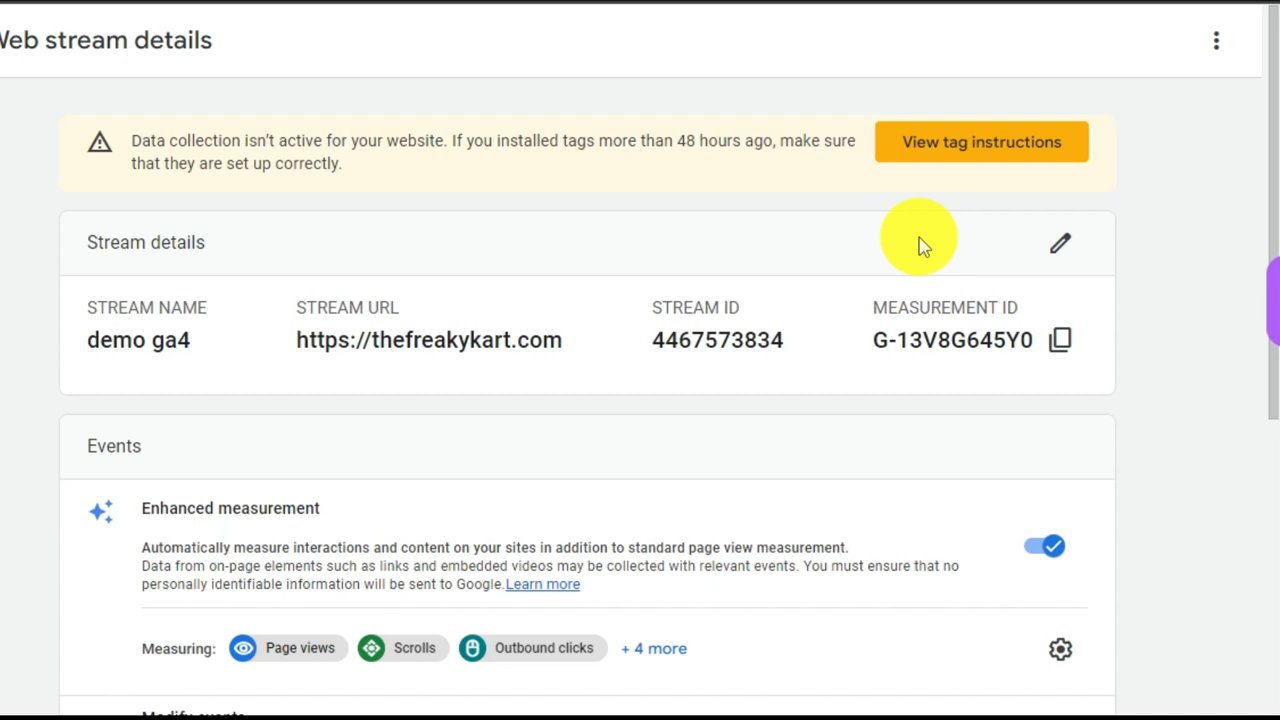 Web stream details
Data collection isn't active for your website. If you installed tags more than 48 hours ago, make sure
that they are set up correctly.
View tag instructions
Stream details
STREAM NAME
STREAM URL
STREAM ID
MEASUREMENT ID
demo ga4
https://thefreakykart.com
4467573834
G-13V8G645Y0
Events
Enhanced measurement
Automatically measure interactions and content on your sites in addition to standard page view measurement.
Data from on-page elements such as links and embedded videos may be collected with relevant events. You must ensure that no
personally identifiable information will be sent to Google. Learn more
Measuring:
Page views
Scrolls
Outbound clicks
+ 4 more
Modify events